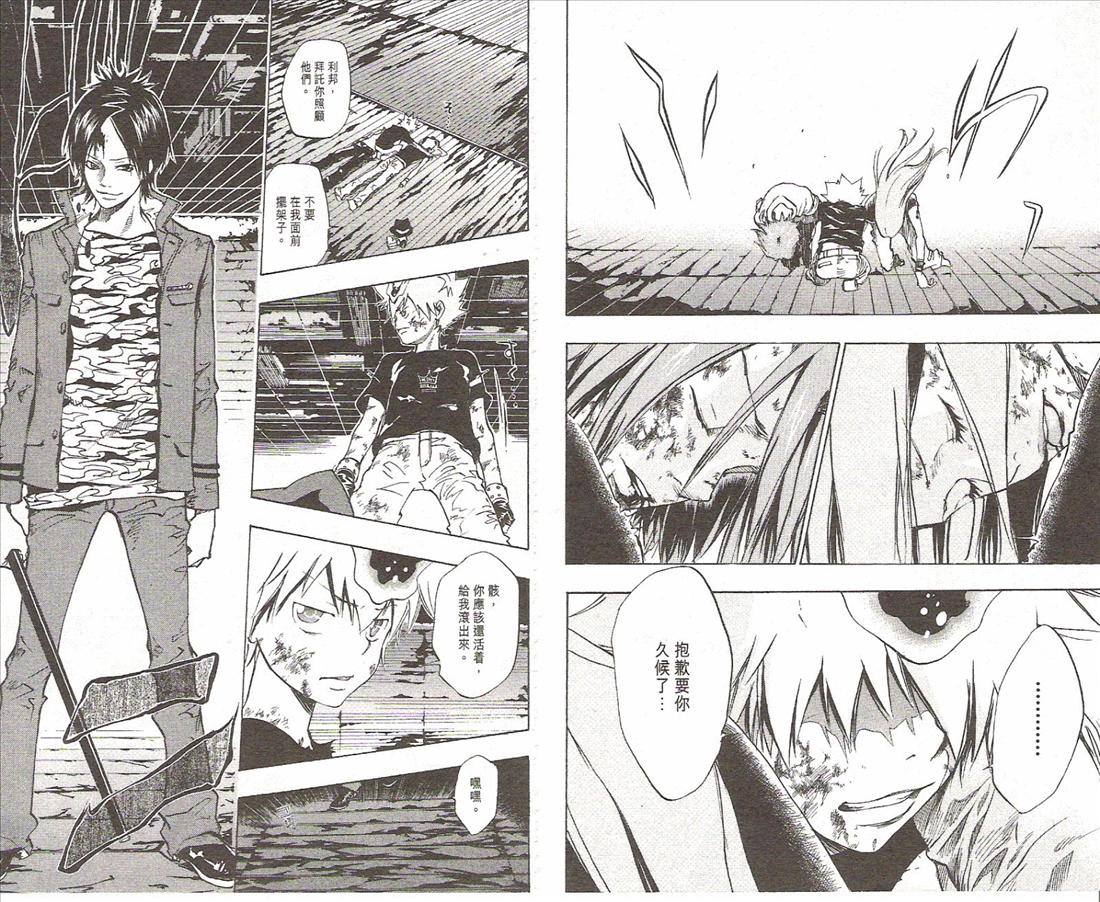 ………
抱歉要你
久候了…
利邦,
拜託你照顧
他們。
不要
在我面前
擺架子。
骸,
你應該還活着,
給我滾出來。
嘿嘿。